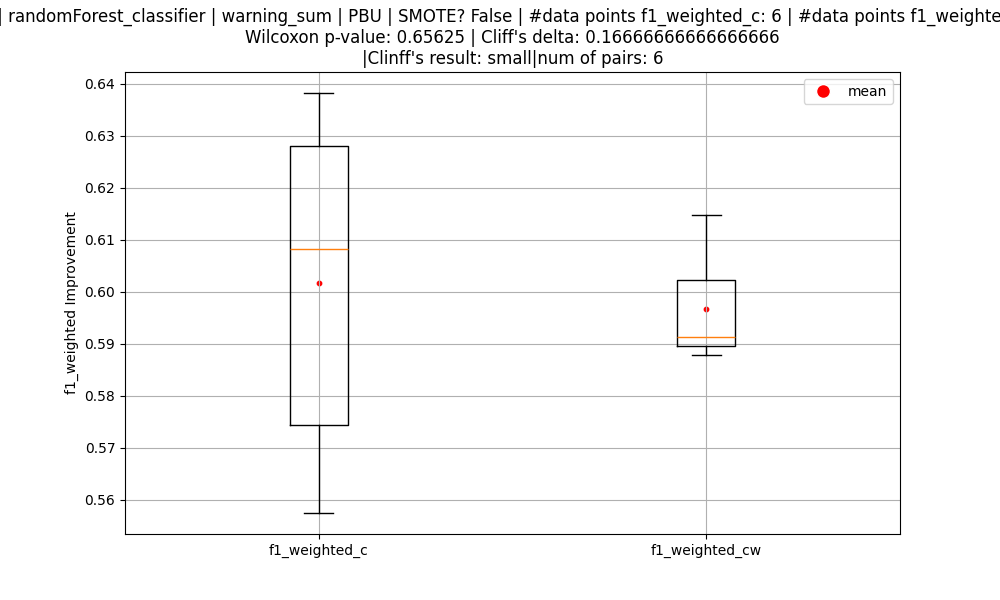 | randomForest_classifier | warning_sum | PBU | SMOTE? False | #data points f1_weighted_c: 6 | #data points f1_weighte
Wilcoxon p-value: 0.65625 | Cliff's delta: 0.16666666666666666
|Clinff's result: small|num of pairs: 6
mean
0.64
0.63
0.62
0.61
0.60
0.59
0.58
0.57
0.56
f1_weighted Improvement
f1_weighted_c
f1_weighted_cw